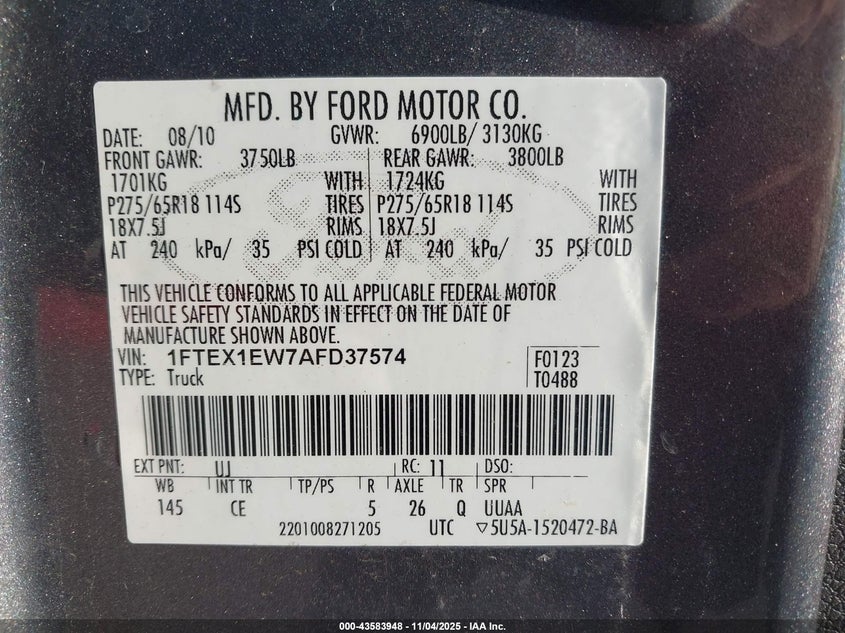 MFD. BY FORD MOTOR CO.
DATE: 08/10 GVWR: 6900LB/ 3130KG
FRONT GAWR: 3750LB REAR GAWR: 3800LB
1701KG WITH 1724KG WITH
P275/65R18 114S TIRES P275/65R18 114S TIRES
18X7.5J RIMS 18X7.5J RIMS
AT 240 kPa/ 35 PSI COLD AT 240 kPa/ 35 PSI COLD
THIS VEHICLE CONFORMS TO ALL APPLICABLE FEDERAL MOTOR
VEHICLE SAFETY STANDARDS IN EFFECT ON THE DATE OF
MANUFACTURE SHOWN ABOVE.
VIN: 1FTEX1EW7AFD37574 F0123
TYPE: Truck T0488
EXT PNT: UJ RC: 11 DSO:
WB INT TR TP/PS R AXLE TR SPR
145 CE 5 26 Q UUAA
2201008271205 UTC ▽5U5A-1520472-BA
000-43583948 - 11/04/2025 - IAA Inc.